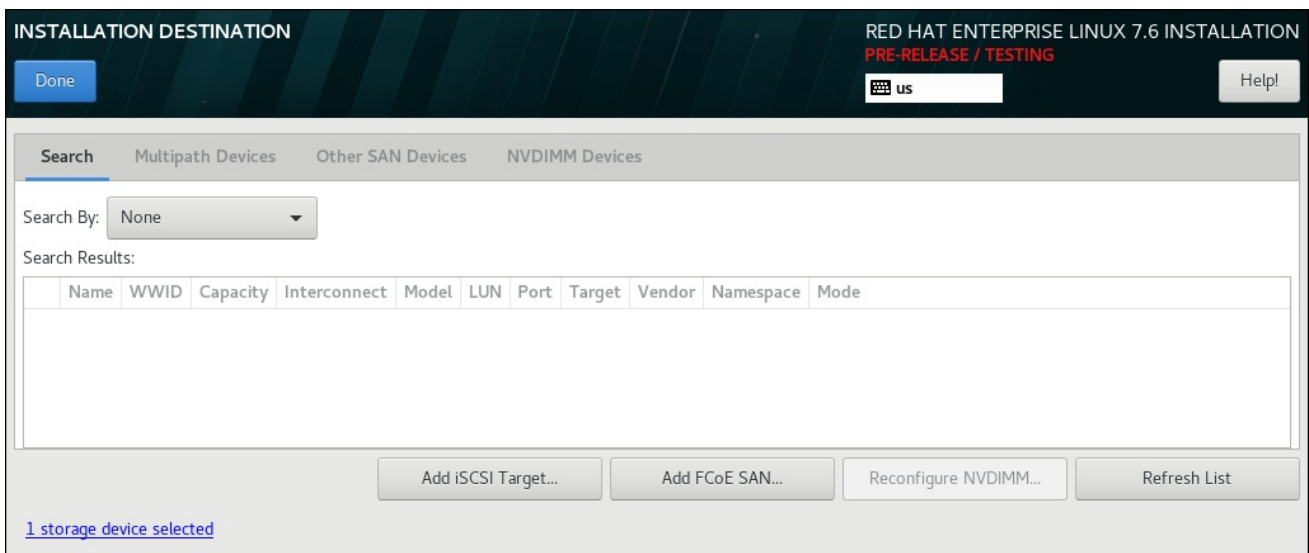 INSTALLATION DESTINATION
RED HAT ENTERPRISE LINUX 7.6 INSTALLATION
PRE-RELEASE / TESTING
Done
us
Help!
Search Multipath Devices Other SAN Devices NVDIMM Devices
Search By: None
Search Results:
Name WWID Capacity Interconnect Model LUN Port Target Vendor Namespace Mode
Add iSCSI Target... Add FCoE SAN... Reconfigure NVDIMM... Refresh List
1 storage device selected